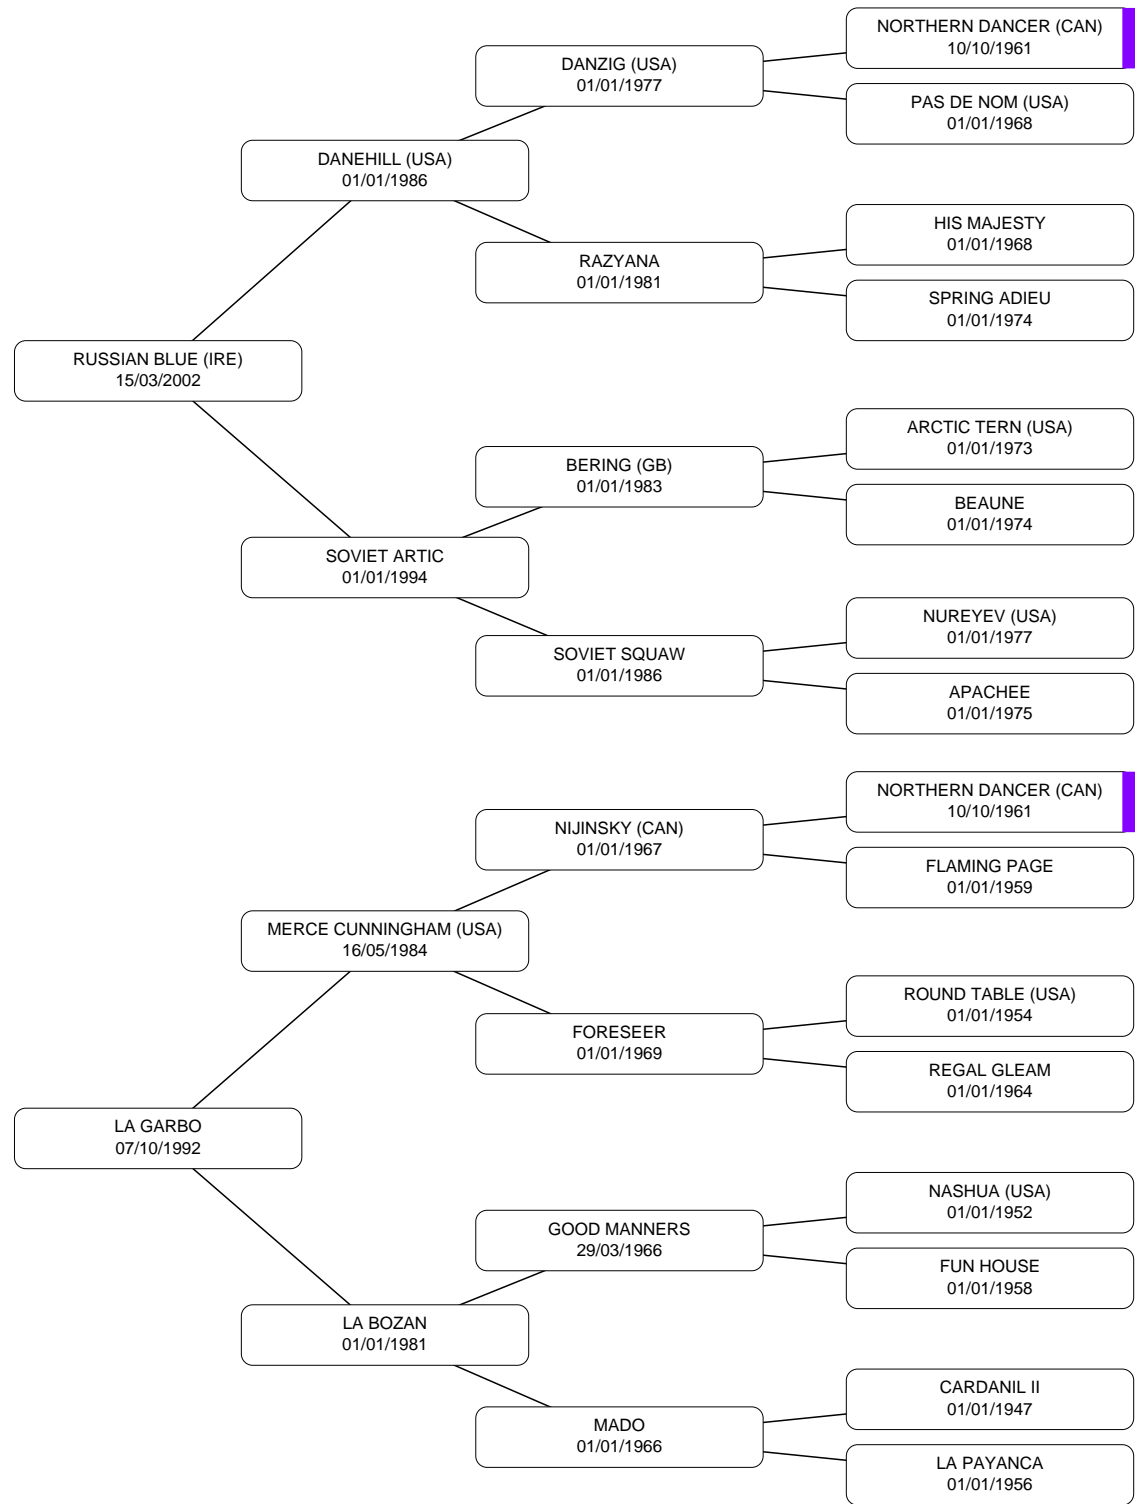 NORTHERN DANCER (CAN)
10/10/1961
DANZIG (USA)
01/01/1977
PAS DE NOM (USA)
01/01/1968
DANEHILL (USA)
01/01/1986
HIS MAJESTY
01/01/1968
RAZYANA
01/01/1981
SPRING ADIEU
01/01/1974
RUSSIAN BLUE (IRE)
15/03/2002
ARCTIC TERN (USA)
01/01/1973
BERING (GB)
01/01/1983
BEAUNE
01/01/1974
SOVIET ARTIC
01/01/1994
NUREYEV (USA)
01/01/1977
SOVIET SQUAW
01/01/1986
APACHEE
01/01/1975
NORTHERN DANCER (CAN)
10/10/1961
NIJINSKY (CAN)
01/01/1967
FLAMING PAGE
01/01/1959
MERCE CUNNINGHAM (USA)
16/05/1984
ROUND TABLE (USA)
01/01/1954
FORESEER
01/01/1969
REGAL GLEAM
01/01/1964
LA GARBO
07/10/1992
NASHUA (USA)
01/01/1952
GOOD MANNERS
29/03/1966
FUN HOUSE
01/01/1958
LA BOZAN
01/01/1981
CARDANIL II
01/01/1947
MADO
01/01/1966
LA PAYANCA
01/01/1956